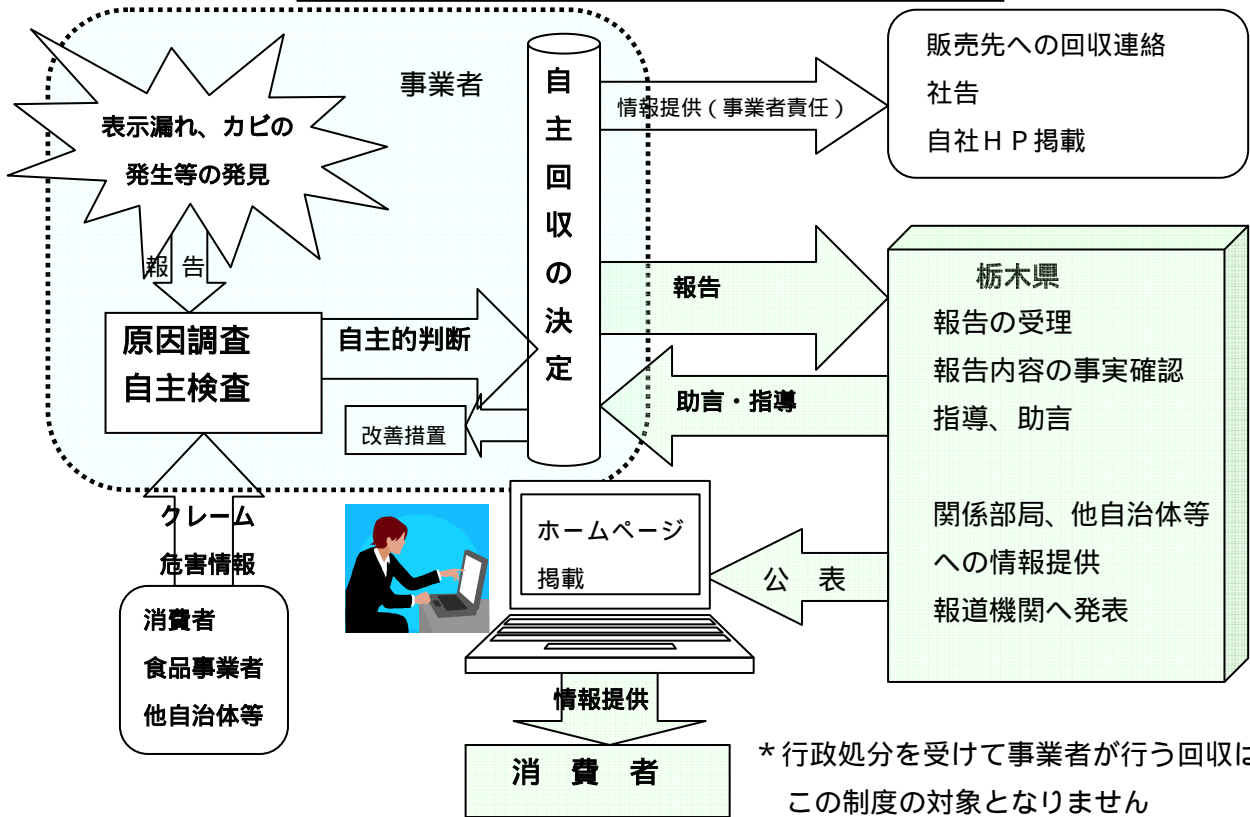 表示漏れ、カビの
発生等の発見
事業者
自主回収の決定
情報提供（事業者責任）
販売先への回収連絡
社告
自社ＨＰ掲載
報告
原因調査
自主検査
自主的判断
改善措置
報告
助言・指導
栃木県
報告の受理
報告内容の事実確認
指導、助言
関係部局、他自治体等
への情報提供
報道機関へ発表
クレーム
危害情報
消費者
食品事業者
他自治体等
ホームページ
掲載
公　表
情報提供
消　費　者
＊行政処分を受けて事業者が行う回収は
この制度の対象となりません